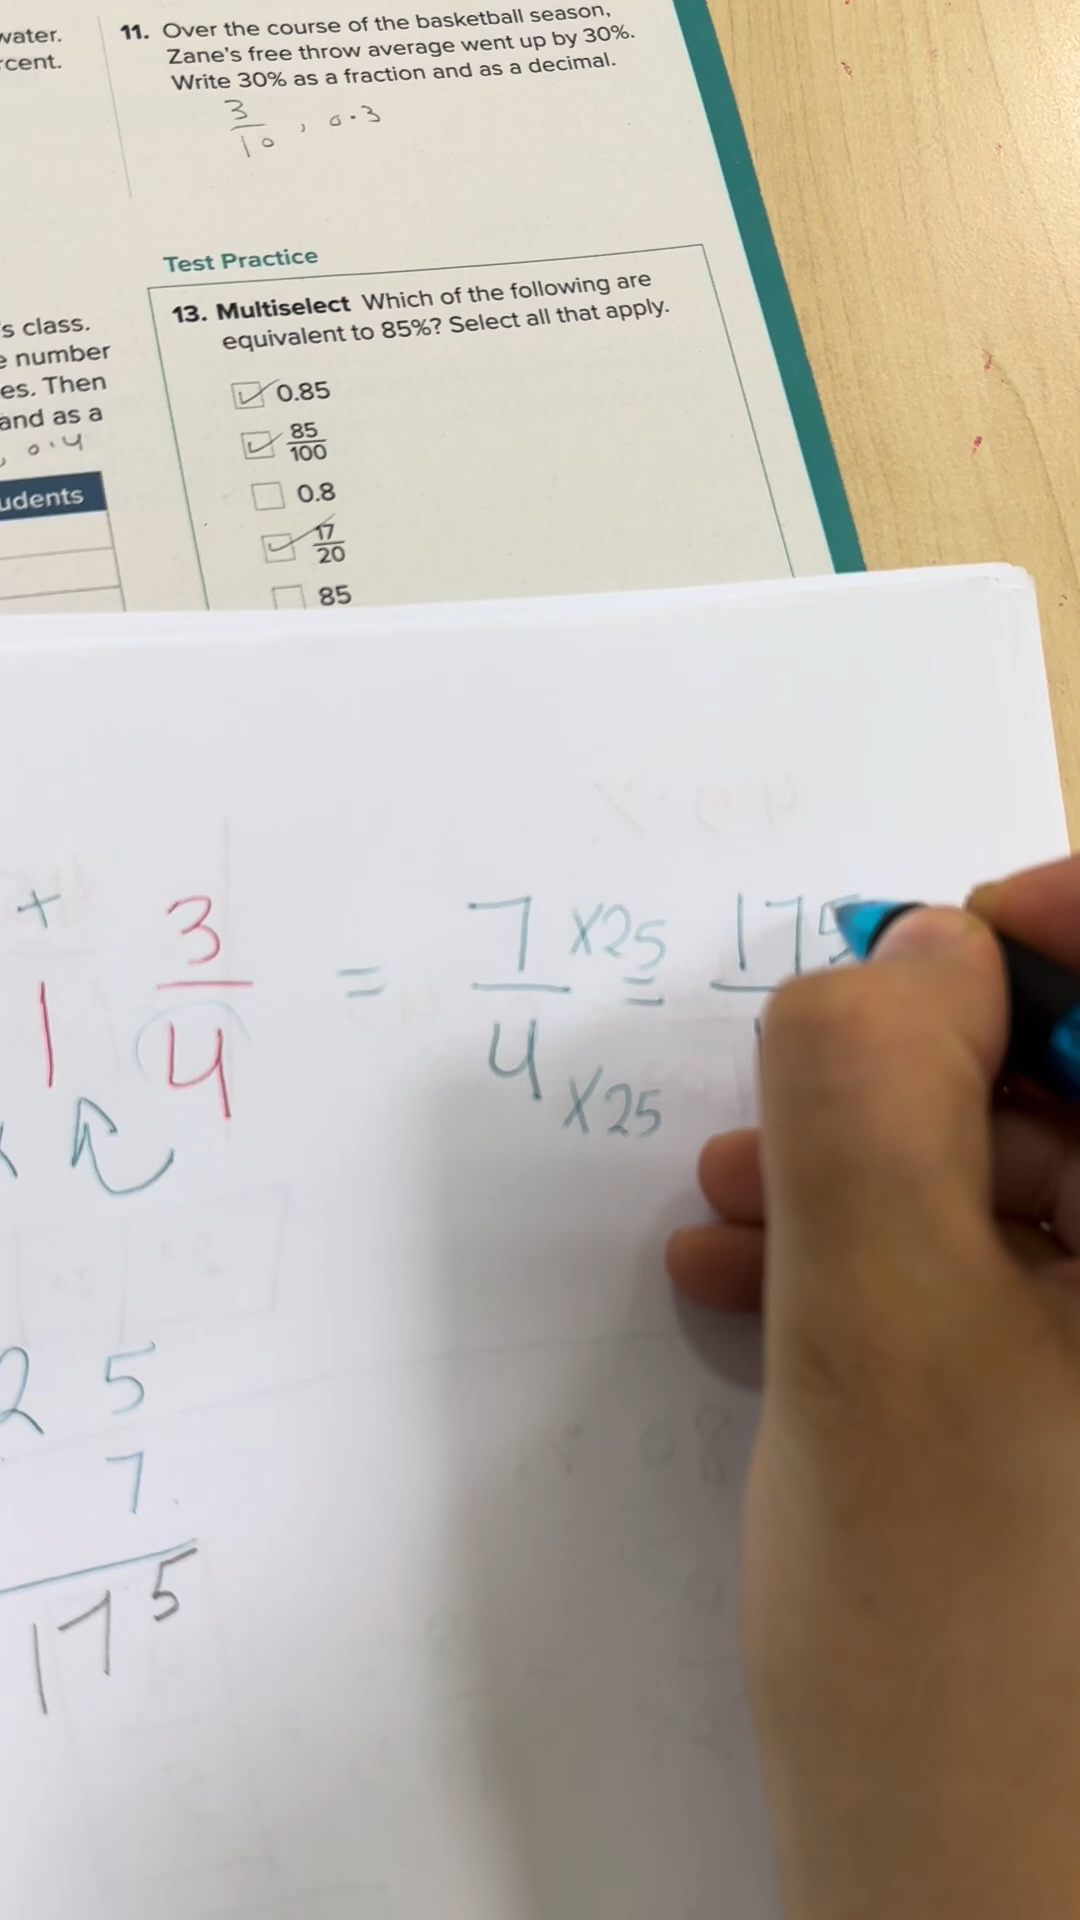 water.
rcent.
11. Over the course of the basketball season,
Zane's free throw average went up by 30%.
Write 30% as a fraction and as a decimal.
3
10 , 0.3
Test Practice
's class.
e number
es. Then
and as a
, 0.4
udents
13. Multiselect Which of the following are
equivalent to 85%? Select all that apply.
0.85
85
100
0.8
17
20
85
+
1 3
4
= 7 ×25 = 175
4 ×25
×
2 5
7
175